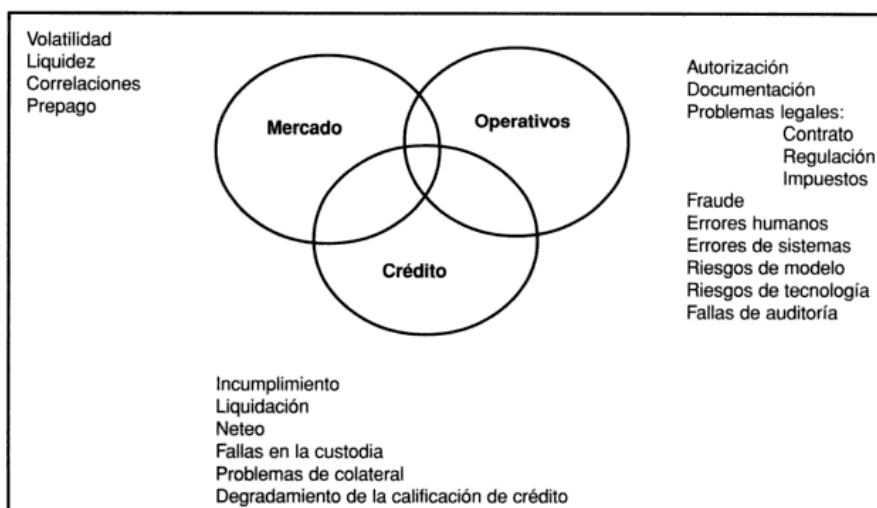 Volatilidad
Liquidez
Correlaciones
Prepago
Mercado
Operativos
Crédito
Autorización
Documentación
Problemas legales:
Contrato
Regulación
Impuestos
Fraude
Errores humanos
Errores de sistemas
Riesgos de modelo
Riesgos de tecnología
Fallas de auditoría
Incumplimiento
Liquidación
Neteo
Fallas en la custodia
Problemas de colateral
Degradamiento de la calificación de crédito